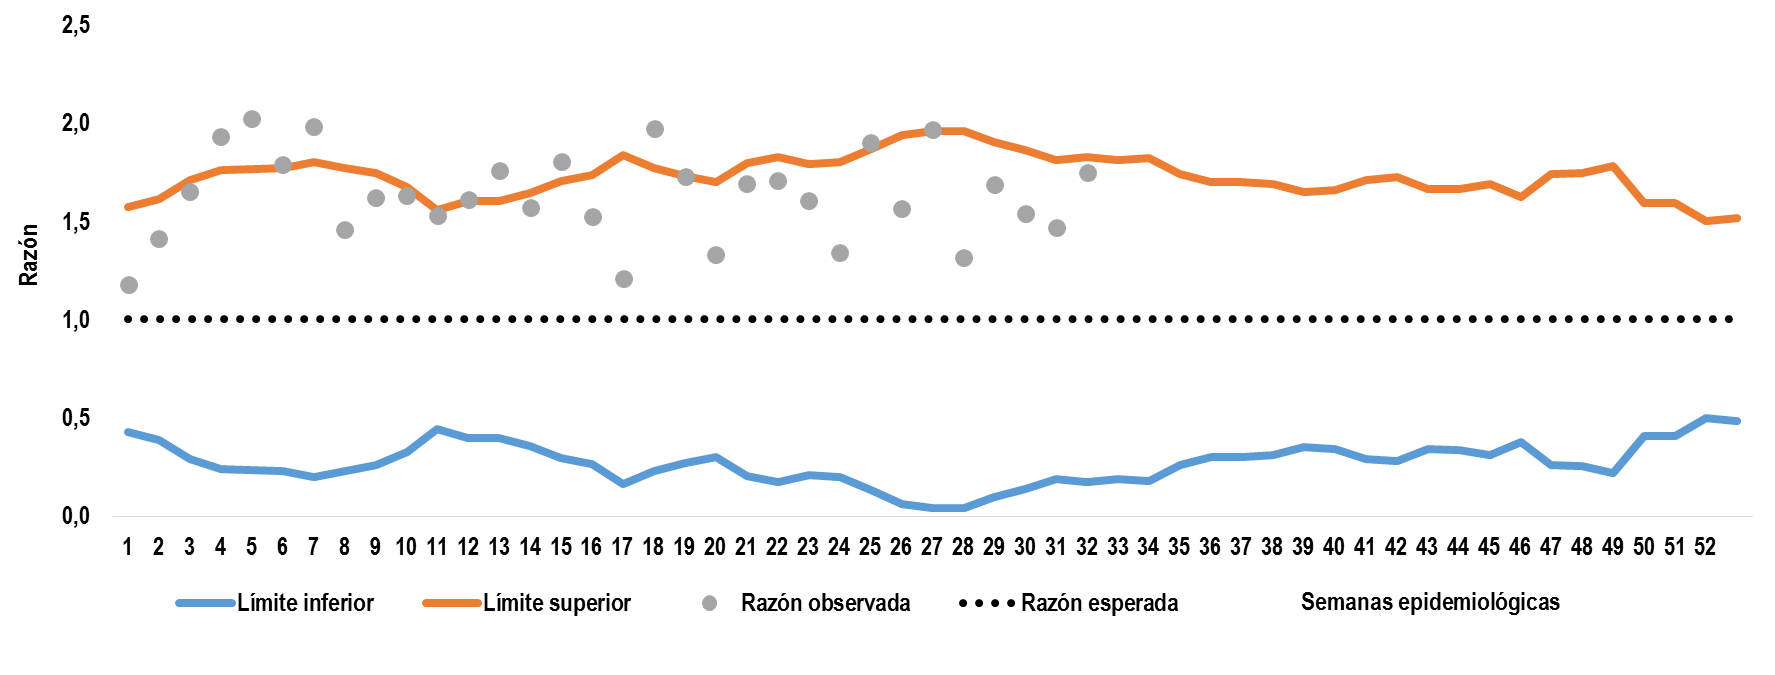 2,5
2,0
1,5
1,0
0,5
0,0
Razón
1 2 3 4 5 6 7 8 9 10 11 12 13 14 15 16 17 18 19 20 21 22 23 24 25 26 27 28 29 30 31 32 33 34 35 36 37 38 39 40 41 42 43 44 45 46 47 48 49 50 51 52
Límite inferior Límite superior Razón observada Razón esperada Semanas epidemiológicas